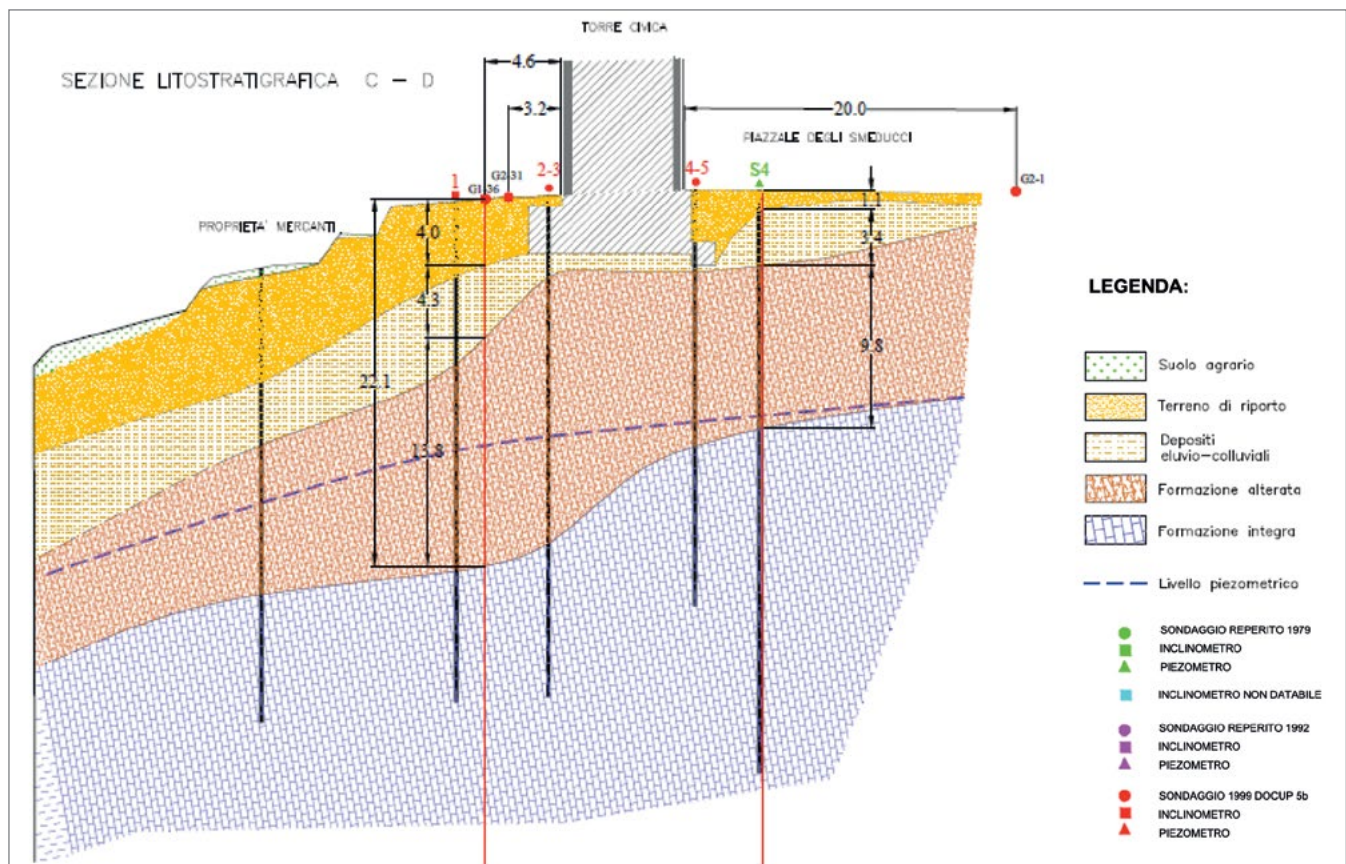 TORRE CIVICA
SEZIONE LITOSTRATIGRAFICA C – D
4.6
3.2
20.0
PIAZZALE DEGLI SMEDUCCI
1
G1-36
G2-31
2-3
4-5
S4
G2-1
PROPRIETA' MERCANTI
4.0
1.1
3.4
4.3
9.8
22.1
13.8
LEGENDA:
Suolo agrario
Terreno di riporto
Depositi
eluvio-colluviali
Formazione alterata
Formazione integra
Livello piezometrico
SONDAGGIO REPERITO 1979
INCLINOMETRO
PIEZOMETRO
INCLINOMETRO NON DATABILE
SONDAGGIO REPERITO 1992
INCLINOMETRO
PIEZOMETRO
SONDAGGIO 1999 DOCUP 5b
INCLINOMETRO
PIEZOMETRO